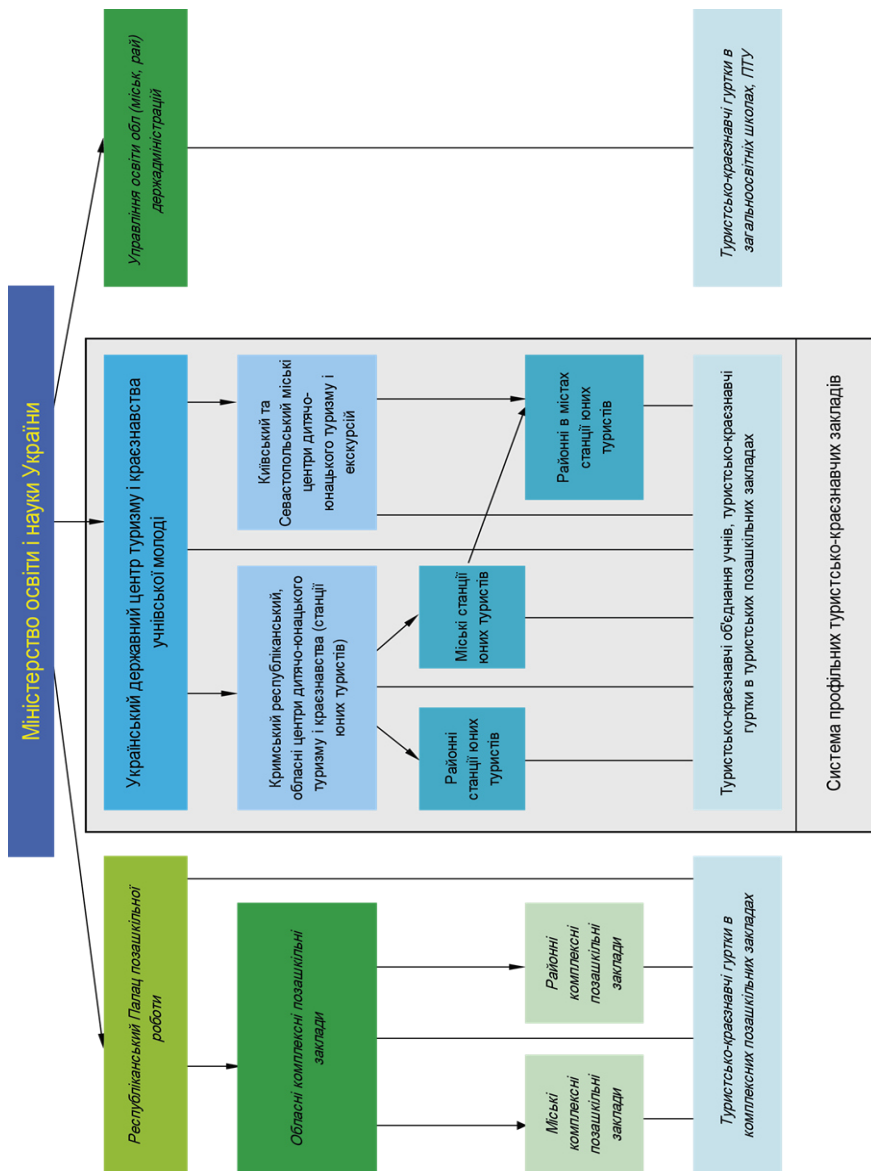 Міністерство освіти і науки України
Республіканський Палац позашкільної
роботи
Український державний центр туризму і краєзнавства
учнівської молоді
Управління освіти обл (міськ, рай)
держадміністрацій
Обласні комплексні позашкільні
заклади
Кримський республіканський,
обласні центри дитячо-юнацького
туризму і краєзнавства (станції
юних туристів)
Київський та
Севастопольський міські
центри дитячо-
юнацького туризму і
екскурсій
Районні
станції юних
туристів
Міські станції
юних туристів
Міські
комплексні
позашкільні
заклади
Районні
комплексні
позашкільні
заклади
Районні в містах
станції юних
туристів
Туристсько-краєзнавчі гуртки в
комплексних позашкільних закладах
Туристсько-краєзнавчі об'єднання учнів, туристсько-краєзнавчі
гуртки в туристських позашкільних закладах
Туристсько-краєзнавчі гуртки в
загальноосвітніх школах, ПТУ
Система профільних туристсько-краєзнавчих закладів